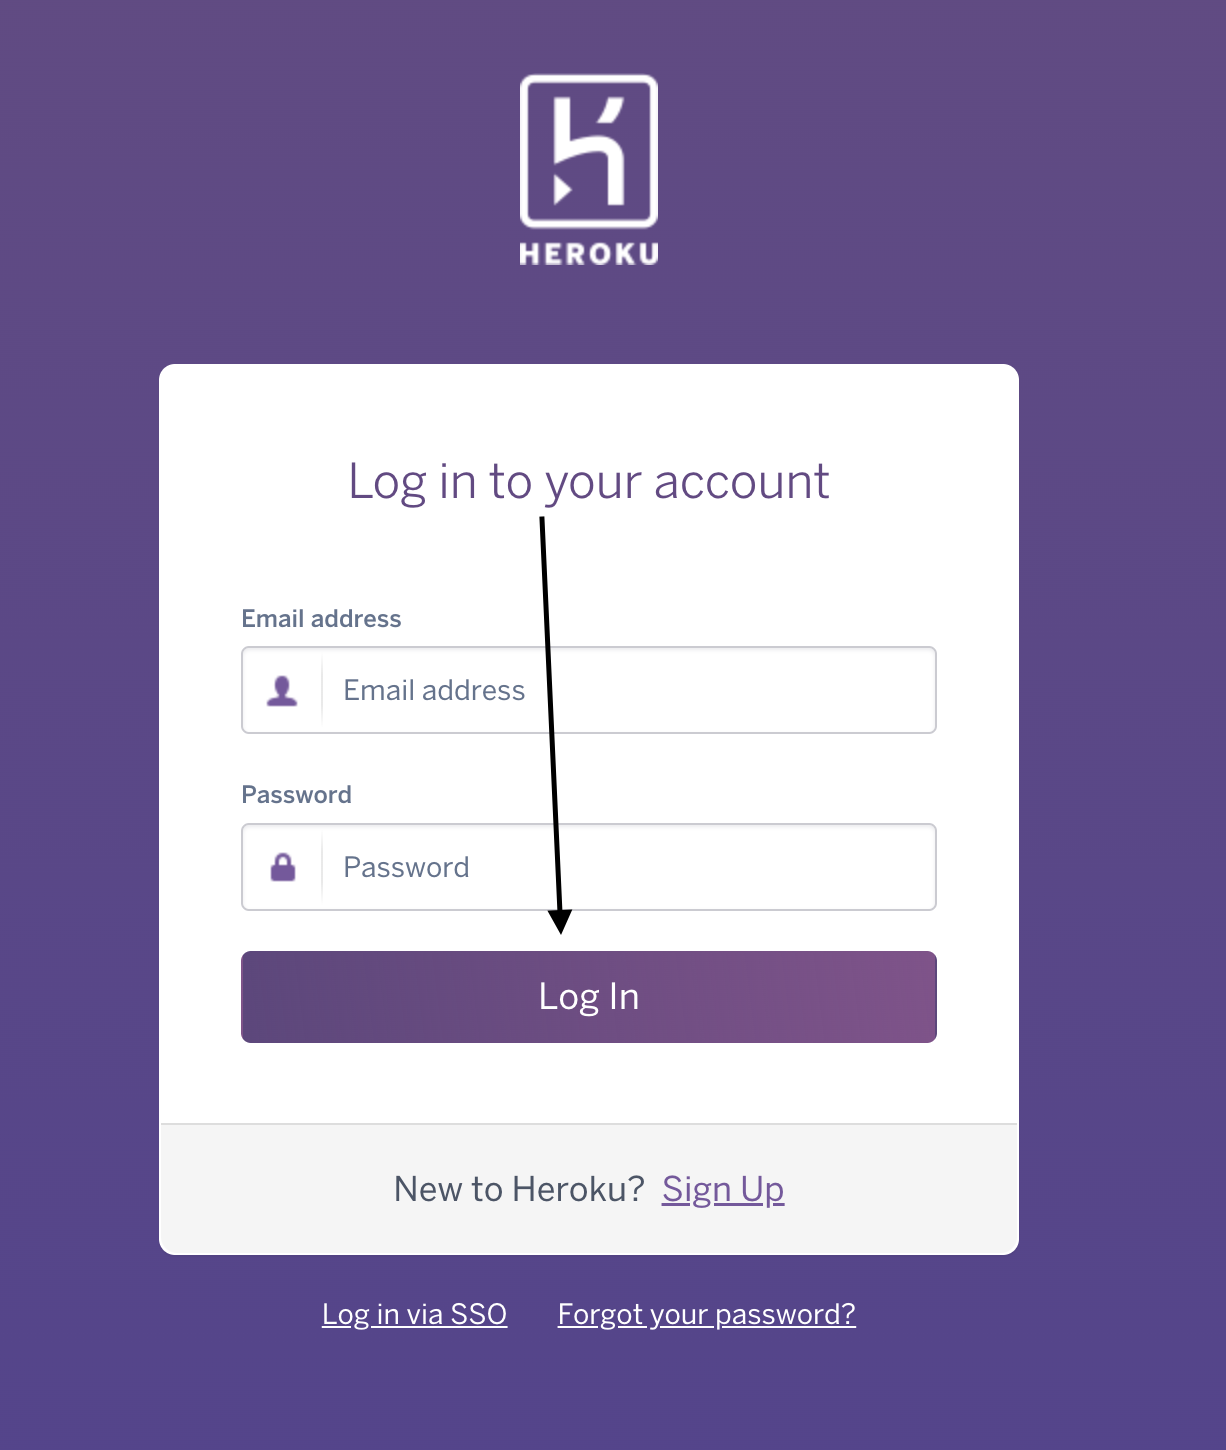 HEROKU
Log in to your account
Email address
Email address
Password
Password
Log In
New to Heroku? Sign Up
Log in via SSO Forgot your password?